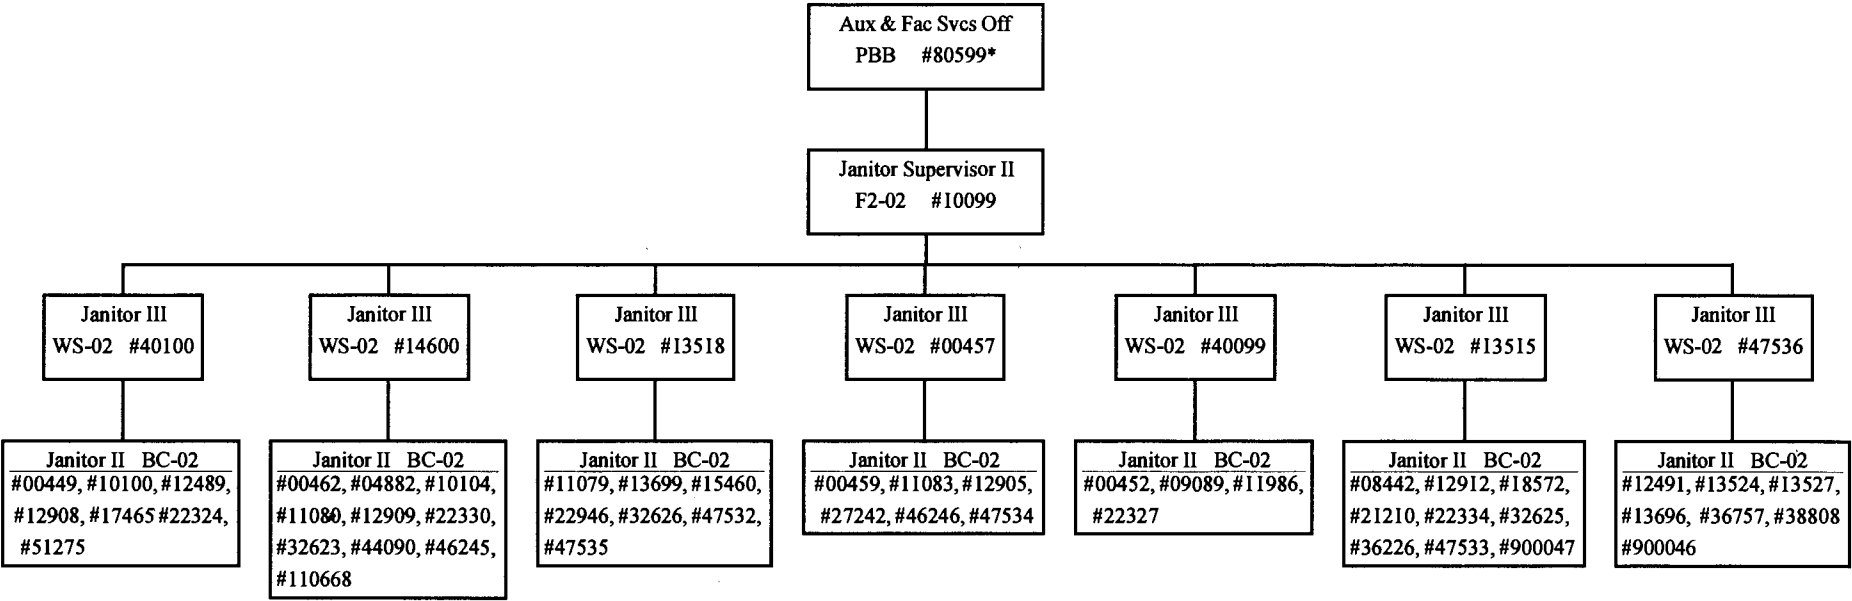 Aux & Fac Svcs Off
PBB #80599*
Janitor Supervisor II
F2-02 #10099
Janitor III
WS-02 #40100
Janitor III
WS-02 #14600
Janitor III
WS-02 #13518
Janitor III
WS-02 #00457
Janitor III
WS-02 #40099
Janitor III
WS-02 #13515
Janitor III
WS-02 #47536
Janitor II BC-02
#00449, #10100, #12489,
#12908, #17465 #22324,
#51275
Janitor II BC-02
#00462, #04882, #10104,
#11080, #12909, #22330,
#32623, #44090, #46245,
#110668
Janitor II BC-02
#11079, #13699, #15460,
#22946, #32626, #47532,
#47535
Janitor II BC-02
#00459, #11083, #12905,
#27242, #46246, #47534
Janitor II BC-02
#00452, #09089, #11986,
#22327
Janitor II BC-02
#08442, #12912, #18572,
#21210, #22334, #32625,
#36226, #47533, #900047
Janitor II BC-02
#12491, #13524, #13527,
#13696, #36757, #38808
#900046